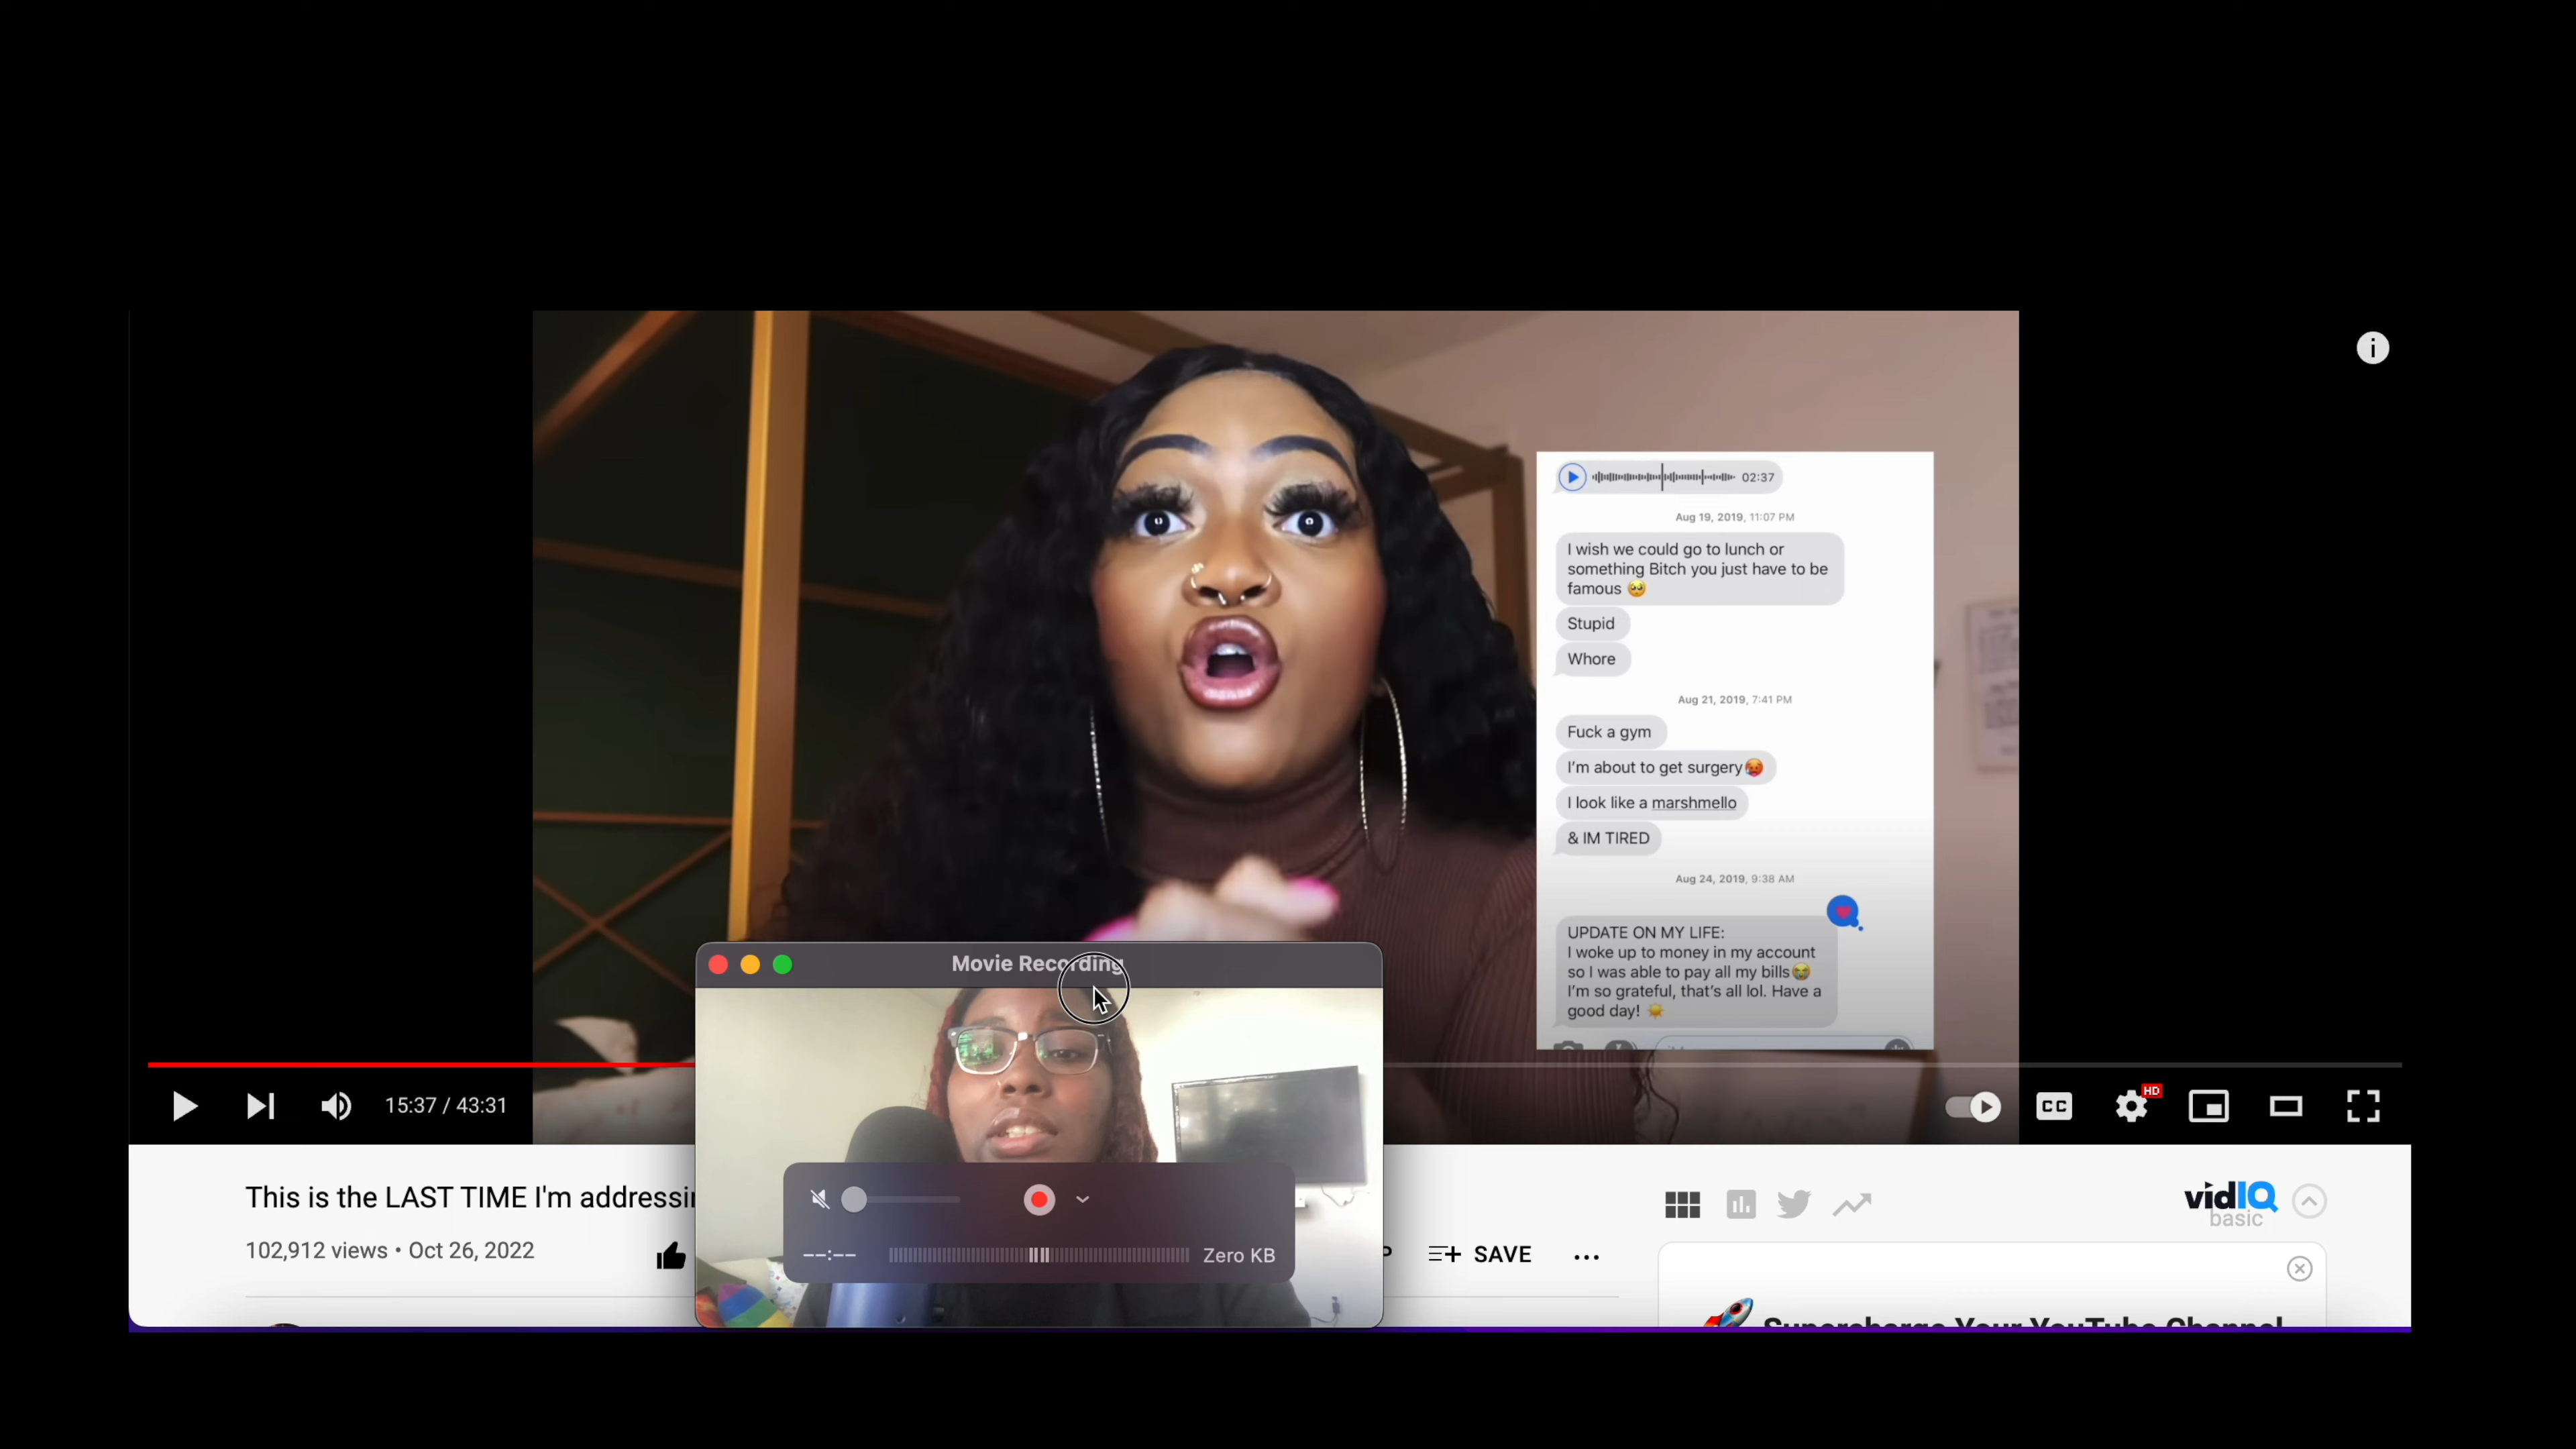 02:37
Aug 19, 2019, 11:07 PM
I wish we could go to lunch or
something Bitch you just have to be
famous 🥺
Stupid
Whore
Aug 21, 2019, 7:41 PM
Fuck a gym
I'm about to get surgery🥵
I look like a marshmello
& IM TIRED
Aug 24, 2019, 9:38 AM
UPDATE ON MY LIFE:
I woke up to money in my account
so I was able to pay all my bills😭
I'm so grateful, that's all lol. Have a
good day! ☀️
Movie Recording
15:37 / 43:31
CC
HD
--:--
Zero KB
This is the LAST TIME I'm addressi
102,912 views • Oct 26, 2022
SAVE
vidIQ
basic
Supercharge Your YouTube Channel